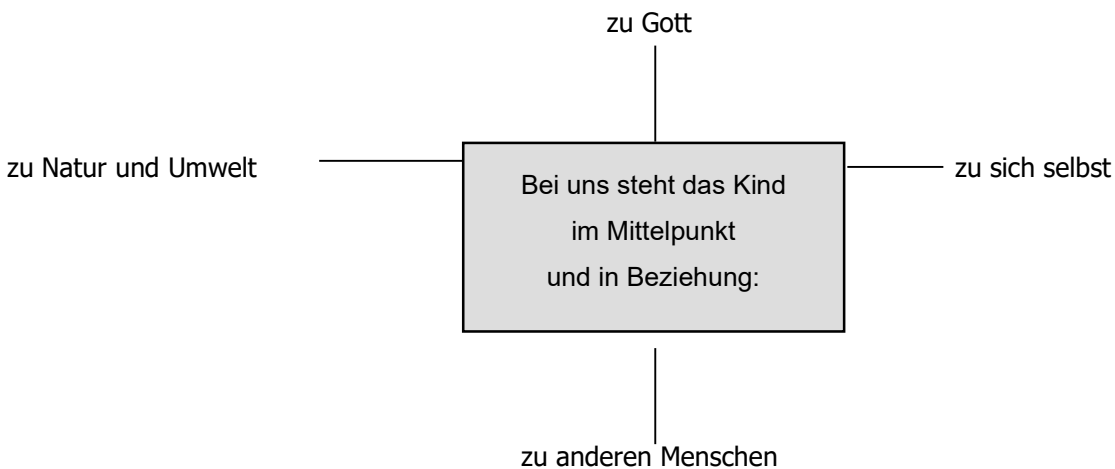 zu Gott
zu Natur und Umwelt
Bei uns steht das Kind
im Mittelpunkt
und in Beziehung:
zu sich selbst
zu anderen Menschen